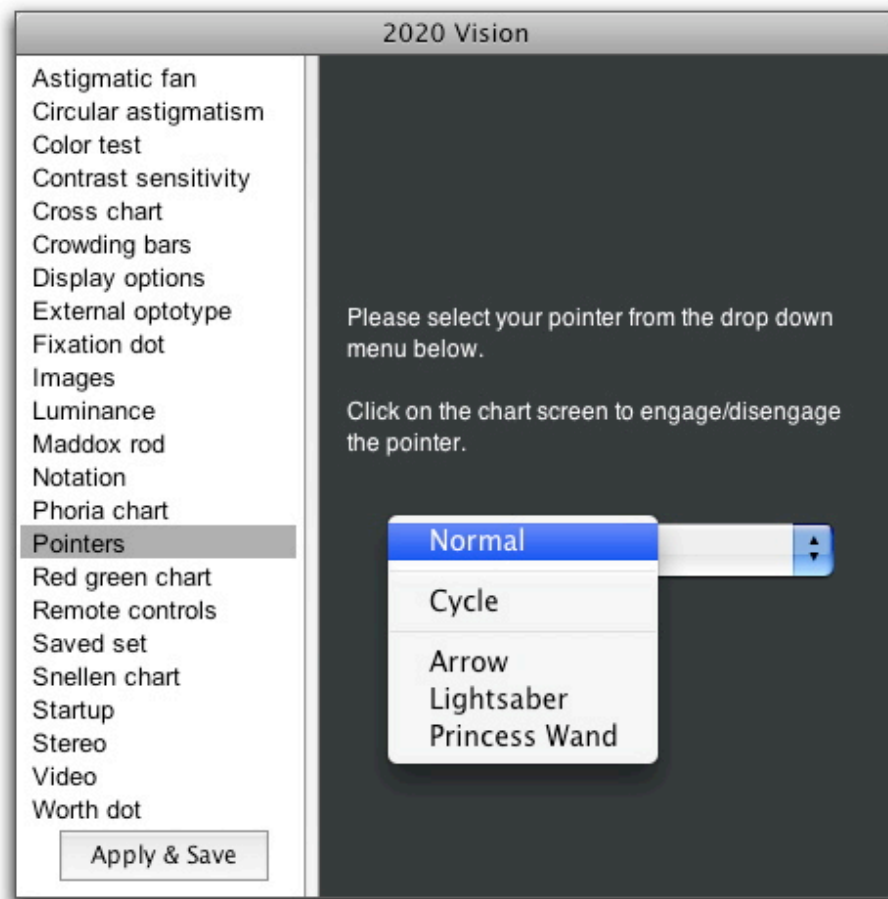 2020 Vision
Astigmatic fan
Circular astigmatism
Color test
Contrast sensitivity
Cross chart
Crowding bars
Display options
External optotype
Fixation dot
Images
Luminance
Maddox rod
Notation
Phoria chart
Pointers
Red green chart
Remote controls
Saved set
Snellen chart
Startup
Stereo
Video
Worth dot
Apply & Save
Please select your pointer from the drop down
menu below.
Click on the chart screen to engage/disengage
the pointer.
Normal
Cycle
Arrow
Lightsaber
Princess Wand